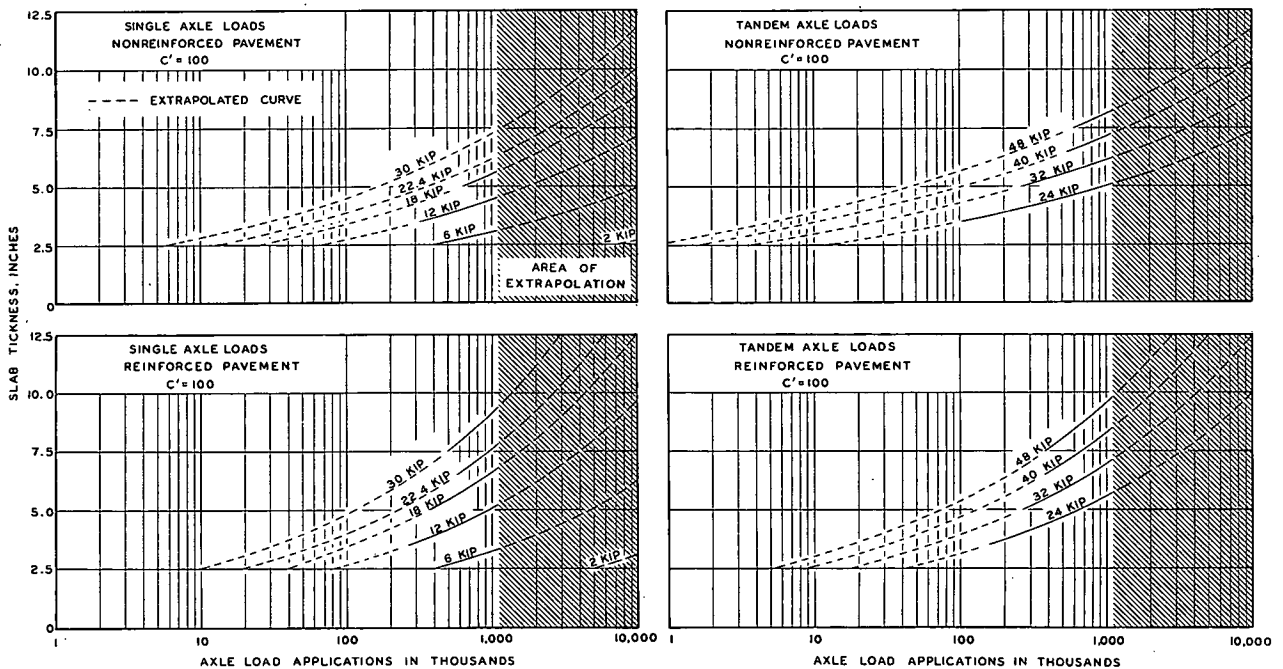 SINGLE AXLE LOADS
NONREINFORCED PAVEMENT
C' = 100
--- EXTRAPOLATED CURVE
12.5
10.0
7.5
5.0
2.5
0
30 KIP
22.4 KIP
18 KIP
12 KIP
6 KIP
2 KIP
AREA OF
EXTRAPOLATION
TANDEM AXLE LOADS
NONREINFORCED PAVEMENT
C' = 100
48 KIP
40 KIP
32 KIP
24 KIP
SLAB TICKNESS, INCHES
SINGLE AXLE LOADS
REINFORCED PAVEMENT
C' = 100
12.5
10.0
7.5
5.0
2.5
0
30 KIP
22.4 KIP
18 KIP
12 KIP
6 KIP
2 KIP
1 10 100 1,000 10,000
AXLE LOAD APPLICATIONS IN THOUSANDS
TANDEM AXLE LOADS
REINFORCED PAVEMENT
C' = 100
48 KIP
40 KIP
32 KIP
24 KIP
1 10 100 1,000 10,000
AXLE LOAD APPLICATIONS IN THOUSANDS